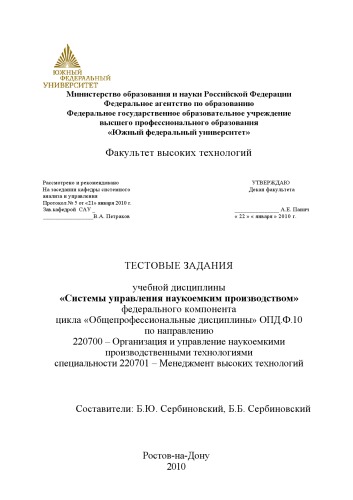 ЮЖНЫЙ
ФЕДЕРАЛЬНЫЙ
УНИВЕРСИТЕТ
Министерство образования и науки Российской Федерации
Федеральное агентство по образованию
Федеральное государственное образовательное учреждение
высшего профессионального образования
«Южный федеральный университет»
Факультет высоких технологий
Рассмотрено и рекомендовано
На заседании кафедры системного
анализа и управления
Протокол № 5 от «21» января 2010 г.
Зав.кафедрой САУ
В.А. Петраков
УТВЕРЖДАЮ
Декан факультета
А.Е. Панич
« 22 » « января » 2010 г.
ТЕСТОВЫЕ ЗАДАНИЯ
учебной дисциплины
«Системы управления наукоемким производством»
федерального компонента
цикла «Общепрофессиональные дисциплины» ОПД.Ф.10
по направлению
220700 – Организация и управление наукоемкими
производственными технологиями
специальности 220701 – Менеджмент высоких технологий
Составители: Б.Ю. Сербиновский, Б.Б. Сербиновский
Ростов-на-Дону
2010